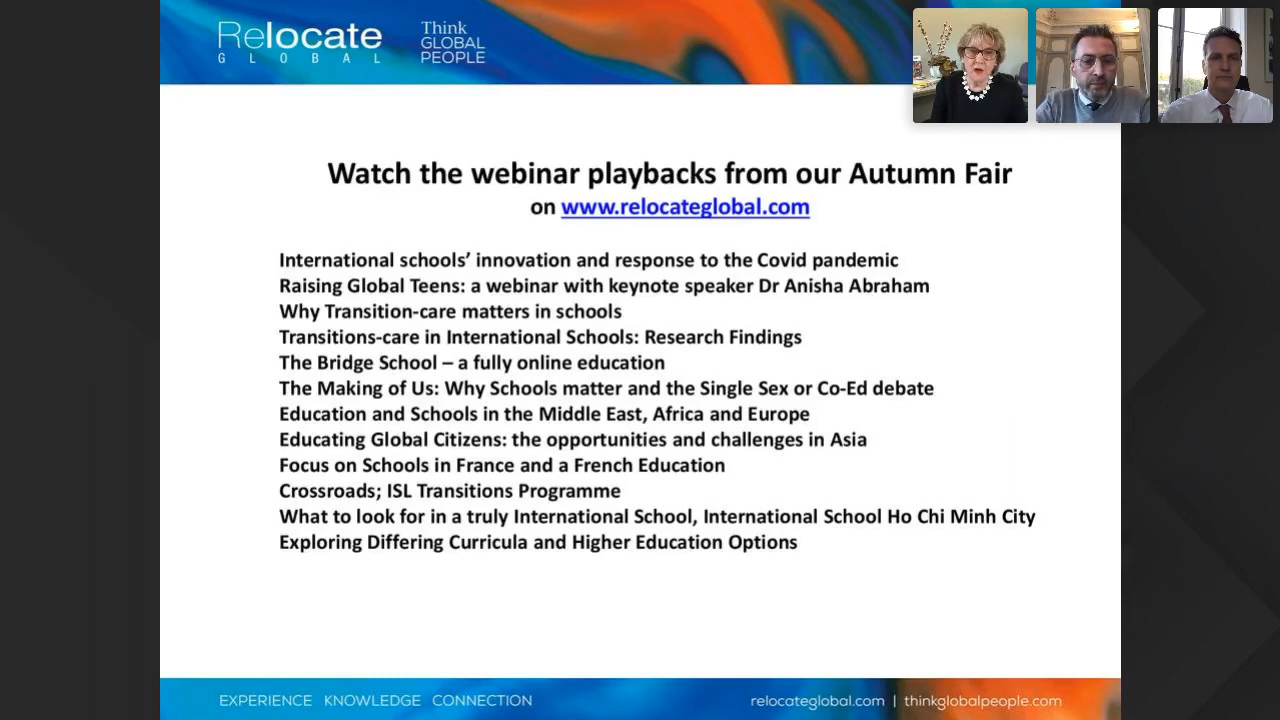 Relocate
GLOBAL
Think
GLOBAL
PEOPLE
Watch the webinar playbacks from our Autumn Fair
on www.relocateglobal.com
International schools’ innovation and response to the Covid pandemic
Raising Global Teens: a webinar with keynote speaker Dr Anisha Abraham
Why Transition-care matters in schools
Transitions-care in International Schools: Research Findings
The Bridge School – a fully online education
The Making of Us: Why Schools matter and the Single Sex or Co-Ed debate
Education and Schools in the Middle East, Africa and Europe
Educating Global Citizens: the opportunities and challenges in Asia
Focus on Schools in France and a French Education
Crossroads; ISL Transitions Programme
What to look for in a truly International School, International School Ho Chi Minh City
Exploring Differing Curricula and Higher Education Options
EXPERIENCE KNOWLEDGE CONNECTION
relocateglobal.com | thinkglobalpeople.com